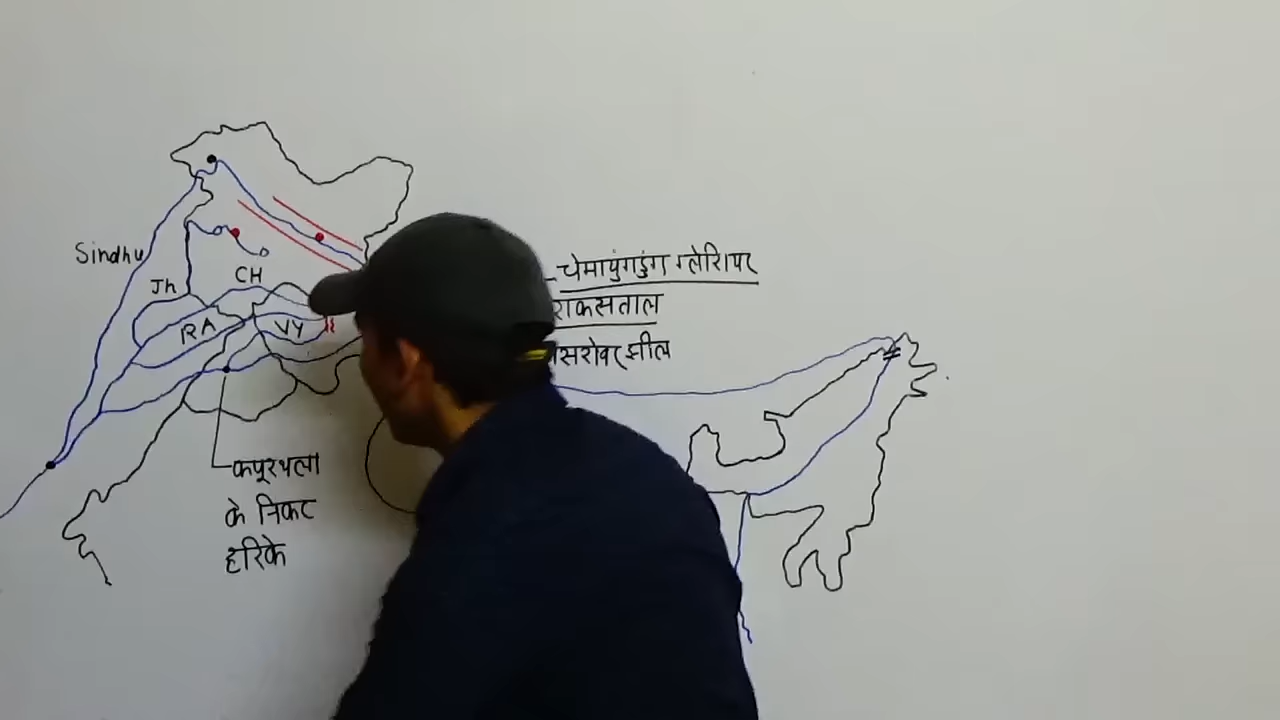 Sindhu
Jh
CH
RA
VY
चेमायुंगडुंग ग्लेशियर
राकसताल
सरोवर झील
कपूरथला
के निकट
हरिके